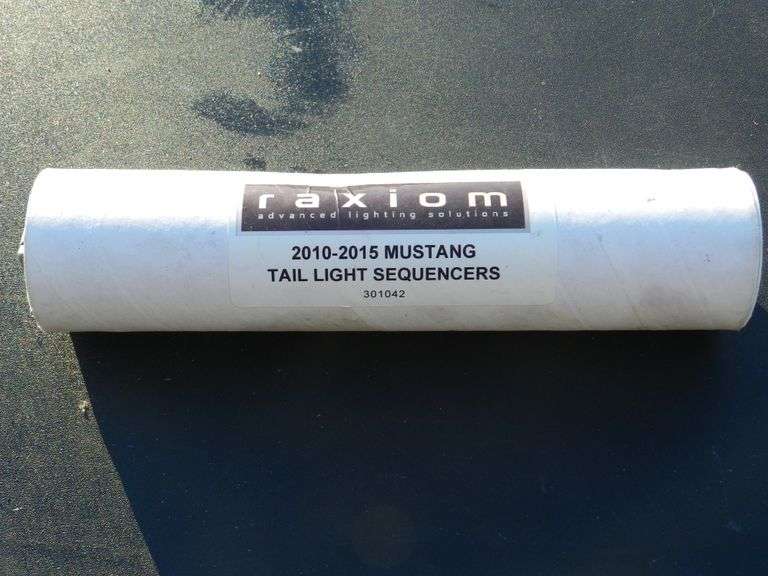 raxiom
advanced lighting solutions
2010-2015 MUSTANG
TAIL LIGHT SEQUENCERS
301042